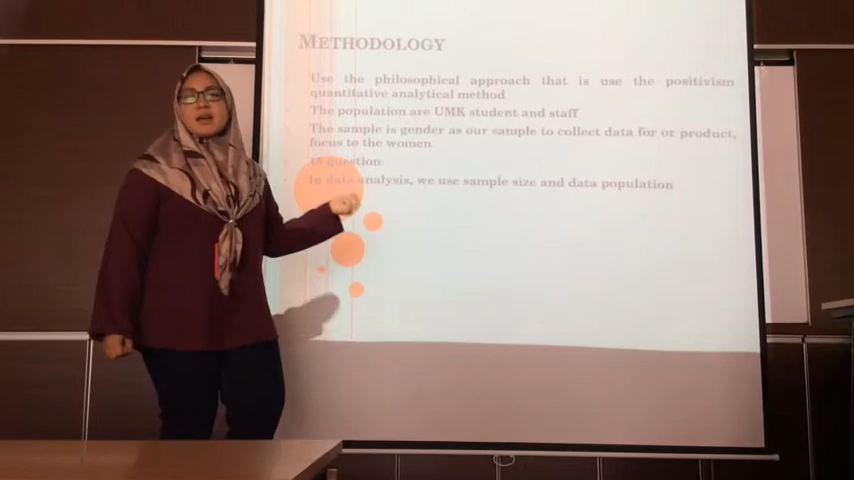 METHODOLOGY
Use the philosophical approach that is use the positivism
quantitative analytical method
The population are UMK student and staff
The sample is gender as our sample to collect data for or product,
focus to the women
question
In data analysis, we use sample size and data population